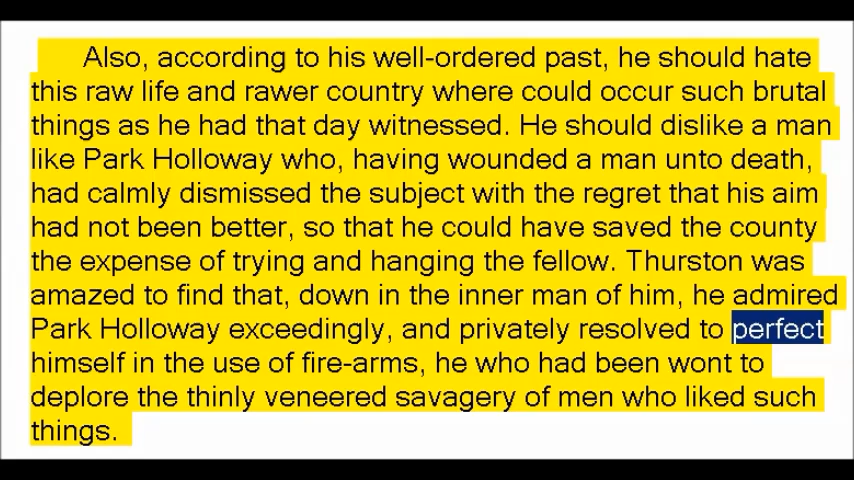 Also, according to his well-ordered past, he should hate
this raw life and rawer country where could occur such brutal
things as he had that day witnessed. He should dislike a man
like Park Holloway who, having wounded a man unto death,
had calmly dismissed the subject with the regret that his aim
had not been better, so that he could have saved the county
the expense of trying and hanging the fellow. Thurston was
amazed to find that, down in the inner man of him, he admired
Park Holloway exceedingly, and privately resolved to perfect
himself in the use of fire-arms, he who had been wont to
deplore the thinly veneered savagery of men who liked such
things.